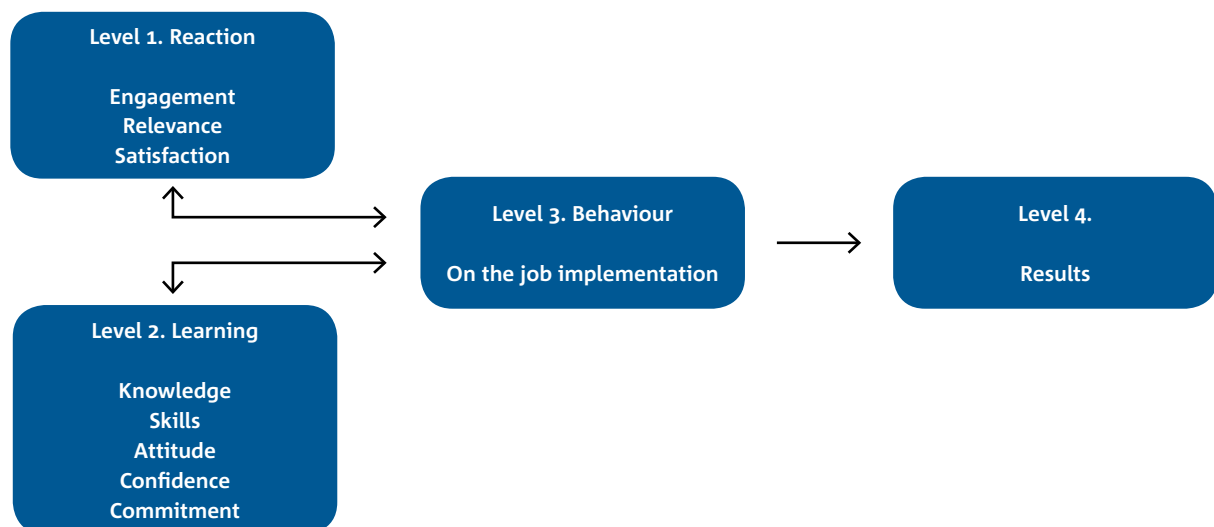 Level 1. Reaction
Engagement
Relevance
Satisfaction
Level 2. Learning
Knowledge
Skills
Attitude
Confidence
Commitment
Level 3. Behaviour
On the job implementation
Level 4.
Results